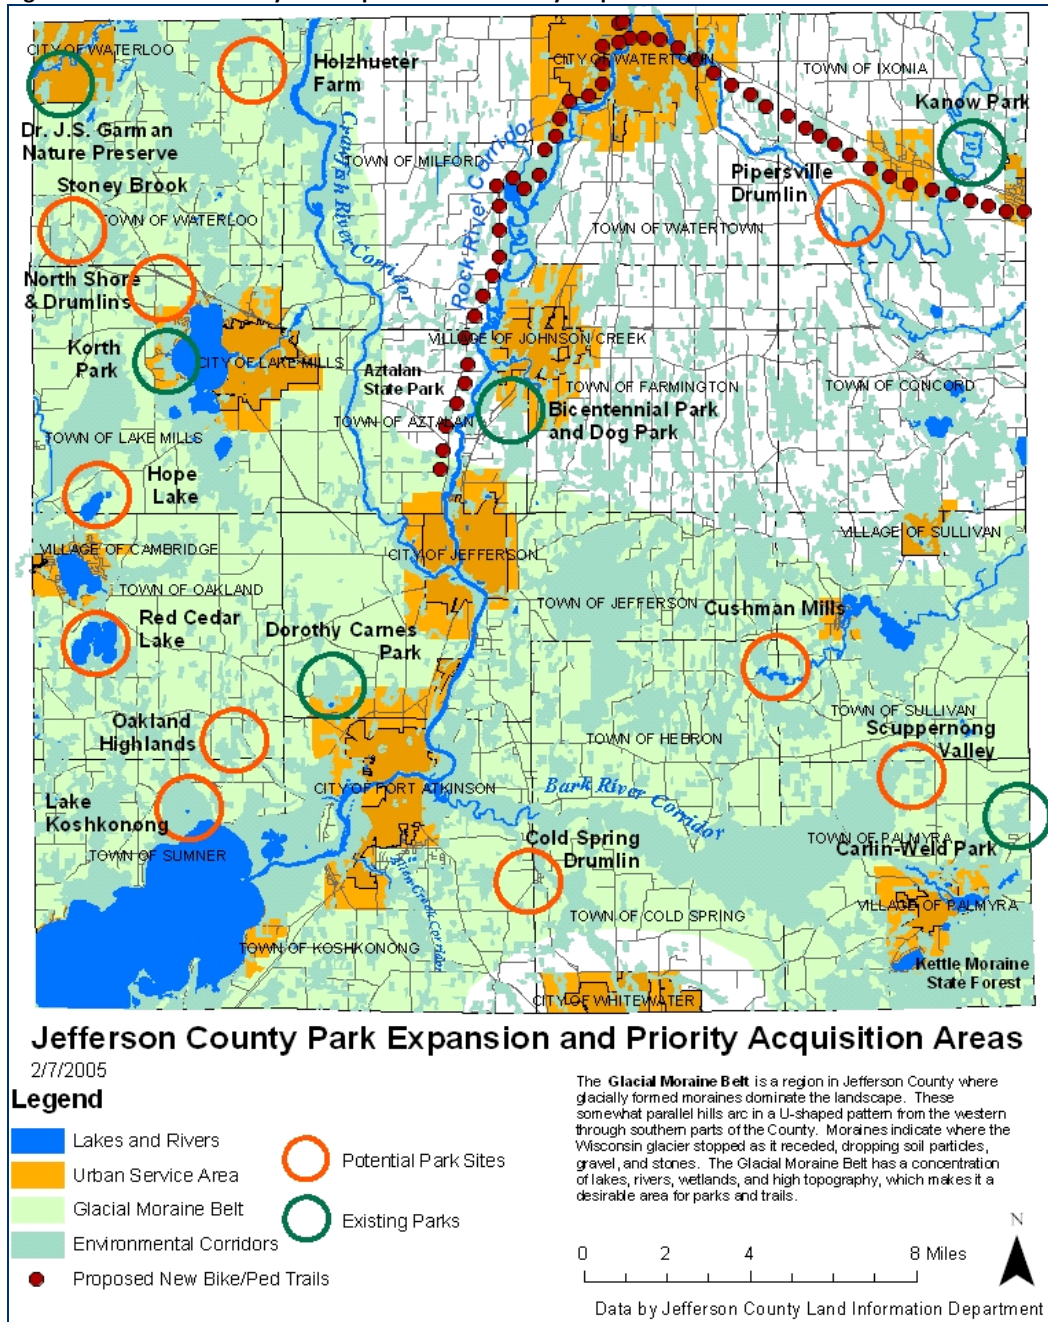 CITY OF WATERLOO
Holzhueter
Farm
CITY OF WATERTOWN
TOWN OF IXONIA
Kanow Park
Dr. J.S. Garman
Nature Preserve
Crawfish River Corridor
TOWN OF MILFORD
Rock River Corridor
Pipersville
Drumlin
Stoney Brook
TOWN OF WATERLOO
TOWN OF WATERTOWN
North Shore
& Drumlins
Korth
Park
CITY OF LAKE MILLS
VILLAGE OF JOHNSON CREEK
Aztalan
State Park
TOWN OF FARMINGTON
TOWN OF CONCORD
Bicentennial Park
and Dog Park
TOWN OF AZTALAN
TOWN OF LAKE MILLS
Hope
Lake
VILLAGE OF SULLIVAN
VILLAGE OF CAMBRIDGE
CITY OF JEFFERSON
TOWN OF OAKLAND
TOWN OF JEFFERSON
Cushman Mills
Red Cedar
Lake
Dorothy Carnes
Park
TOWN OF SULLIVAN
Oakland
Highlands
Scuppernong
Valley
TOWN OF HEBRON
CITY OF FORT ATKINSON
Bark River Corridor
Lake
Koshkonong
Cold Spring
Drumlin
TOWN OF PALMYRA
Carlin-Weld Park
TOWN OF SUMNER
VILLAGE OF PALMYRA
TOWN OF COLD SPRING
TOWN OF KOSHKONONG
Kettle Moraine
State Forest
CITY OF WHITEWATER
Jefferson County Park Expansion and Priority Acquisition Areas
2/7/2005
Legend
Lakes and Rivers
Urban Service Area
Glacial Moraine Belt
Environmental Corridors
Proposed New Bike/Ped Trails
Potential Park Sites
Existing Parks
The Glacial Moraine Belt is a region in Jefferson County where
glacially formed moraines dominate the landscape. These
somewhat parallel hills arc in a U-shaped pattern from the western
through southern parts of the County. Moraines indicate where the
Wisconsin glacier stopped as it receded, dropping soil particles,
gravel, and stones. The Glacial Moraine Belt has a concentration
of lakes, rivers, wetlands, and high topography, which makes it a
desirable area for parks and trails.
N
0 2 4 8 Miles
Data by Jefferson County Land Information Department